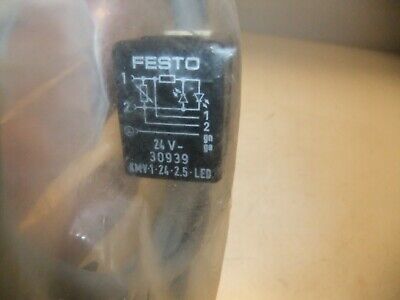 FESTO
1
2
1
2
gn
ge
24 V-
30939
KMV-1-24-2.5-LED